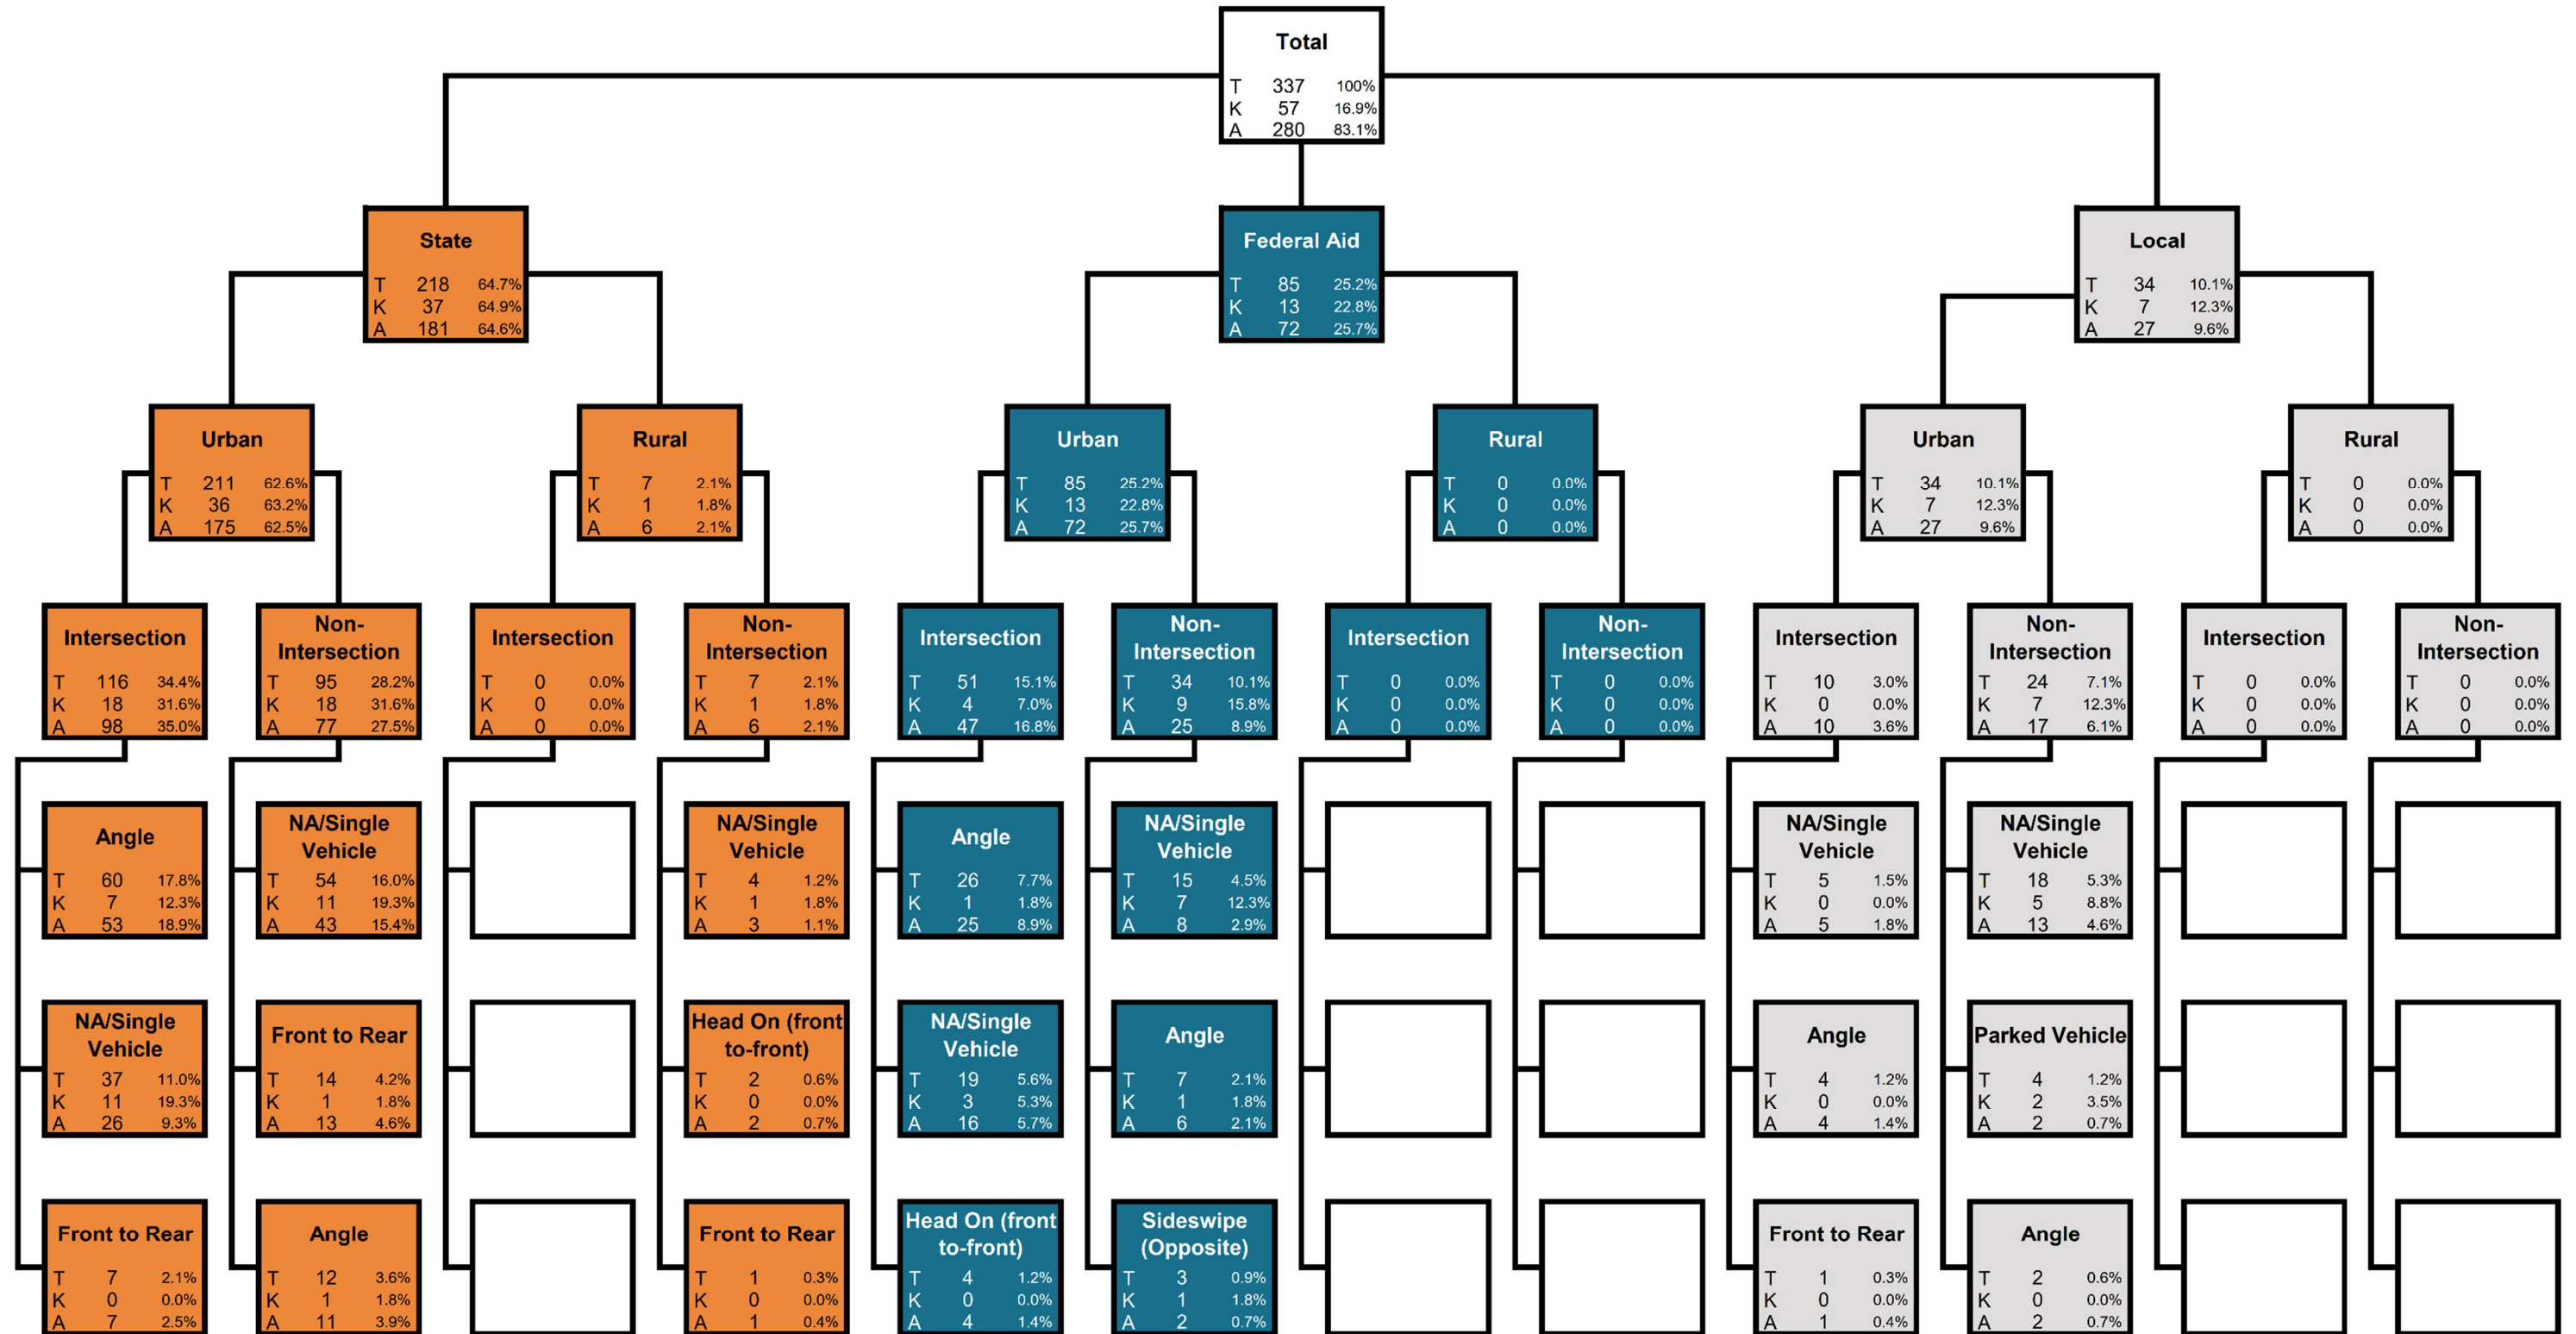 Total
T 337 100%
K 57 16.9%
A 280 83.1%
State
T 218 64.7%
K 37 64.9%
A 181 64.6%
Federal Aid
T 85 25.2%
K 13 22.8%
A 72 25.7%
Local
T 34 10.1%
K 7 12.3%
A 27 9.6%
Urban
T 211 62.6%
K 36 63.2%
A 175 62.5%
Rural
T 7 2.1%
K 1 1.8%
A 6 2.1%
Urban
T 85 25.2%
K 13 22.8%
A 72 25.7%
Rural
T 0 0.0%
K 0 0.0%
A 0 0.0%
Urban
T 34 10.1%
K 7 12.3%
A 27 9.6%
Rural
T 0 0.0%
K 0 0.0%
A 0 0.0%
Intersection
T 116 34.4%
K 18 31.6%
A 98 35.0%
Non-
Intersection
T 95 28.2%
K 18 31.6%
A 77 27.5%
Intersection
T 0 0.0%
K 0 0.0%
A 0 0.0%
Non-
Intersection
T 7 2.1%
K 1 1.8%
A 6 2.1%
Intersection
T 51 15.1%
K 4 7.0%
A 47 16.8%
Non-
Intersection
T 34 10.1%
K 9 15.8%
A 25 8.9%
Intersection
T 0 0.0%
K 0 0.0%
A 0 0.0%
Non-
Intersection
T 0 0.0%
K 0 0.0%
A 0 0.0%
Intersection
T 10 3.0%
K 0 0.0%
A 10 3.6%
Non-
Intersection
T 24 7.1%
K 7 12.3%
A 17 6.1%
Intersection
T 0 0.0%
K 0 0.0%
A 0 0.0%
Non-
Intersection
T 0 0.0%
K 0 0.0%
A 0 0.0%
Angle
T 60 17.8%
K 7 12.3%
A 53 18.9%
NA/Single
Vehicle
T 54 16.0%
K 11 19.3%
A 43 15.4%
NA/Single
Vehicle
T 4 1.2%
K 1 1.8%
A 3 1.1%
Angle
T 26 7.7%
K 1 1.8%
A 25 8.9%
NA/Single
Vehicle
T 15 4.5%
K 7 12.3%
A 8 2.9%
NA/Single
Vehicle
T 5 1.5%
K 0 0.0%
A 5 1.8%
NA/Single
Vehicle
T 18 5.3%
K 5 8.8%
A 13 4.6%
NA/Single
Vehicle
T 37 11.0%
K 11 19.3%
A 26 9.3%
Front to Rear
T 14 4.2%
K 1 1.8%
A 13 4.6%
Head On (front
to-front)
T 2 0.6%
K 0 0.0%
A 2 0.7%
NA/Single
Vehicle
T 19 5.6%
K 3 5.3%
A 16 5.7%
Angle
T 7 2.1%
K 1 1.8%
A 6 2.1%
Angle
T 4 1.2%
K 0 0.0%
A 4 1.4%
Parked Vehicle
T 4 1.2%
K 2 3.5%
A 2 0.7%
Front to Rear
T 7 2.1%
K 0 0.0%
A 7 2.5%
Angle
T 12 3.6%
K 1 1.8%
A 11 3.9%
Front to Rear
T 1 0.3%
K 0 0.0%
A 1 0.4%
Head On (front
to-front)
T 4 1.2%
K 0 0.0%
A 4 1.4%
Sideswipe
(Opposite)
T 3 0.9%
K 1 1.8%
A 2 0.7%
Front to Rear
T 1 0.3%
K 0 0.0%
A 1 0.4%
Angle
T 2 0.6%
K 0 0.0%
A 2 0.7%